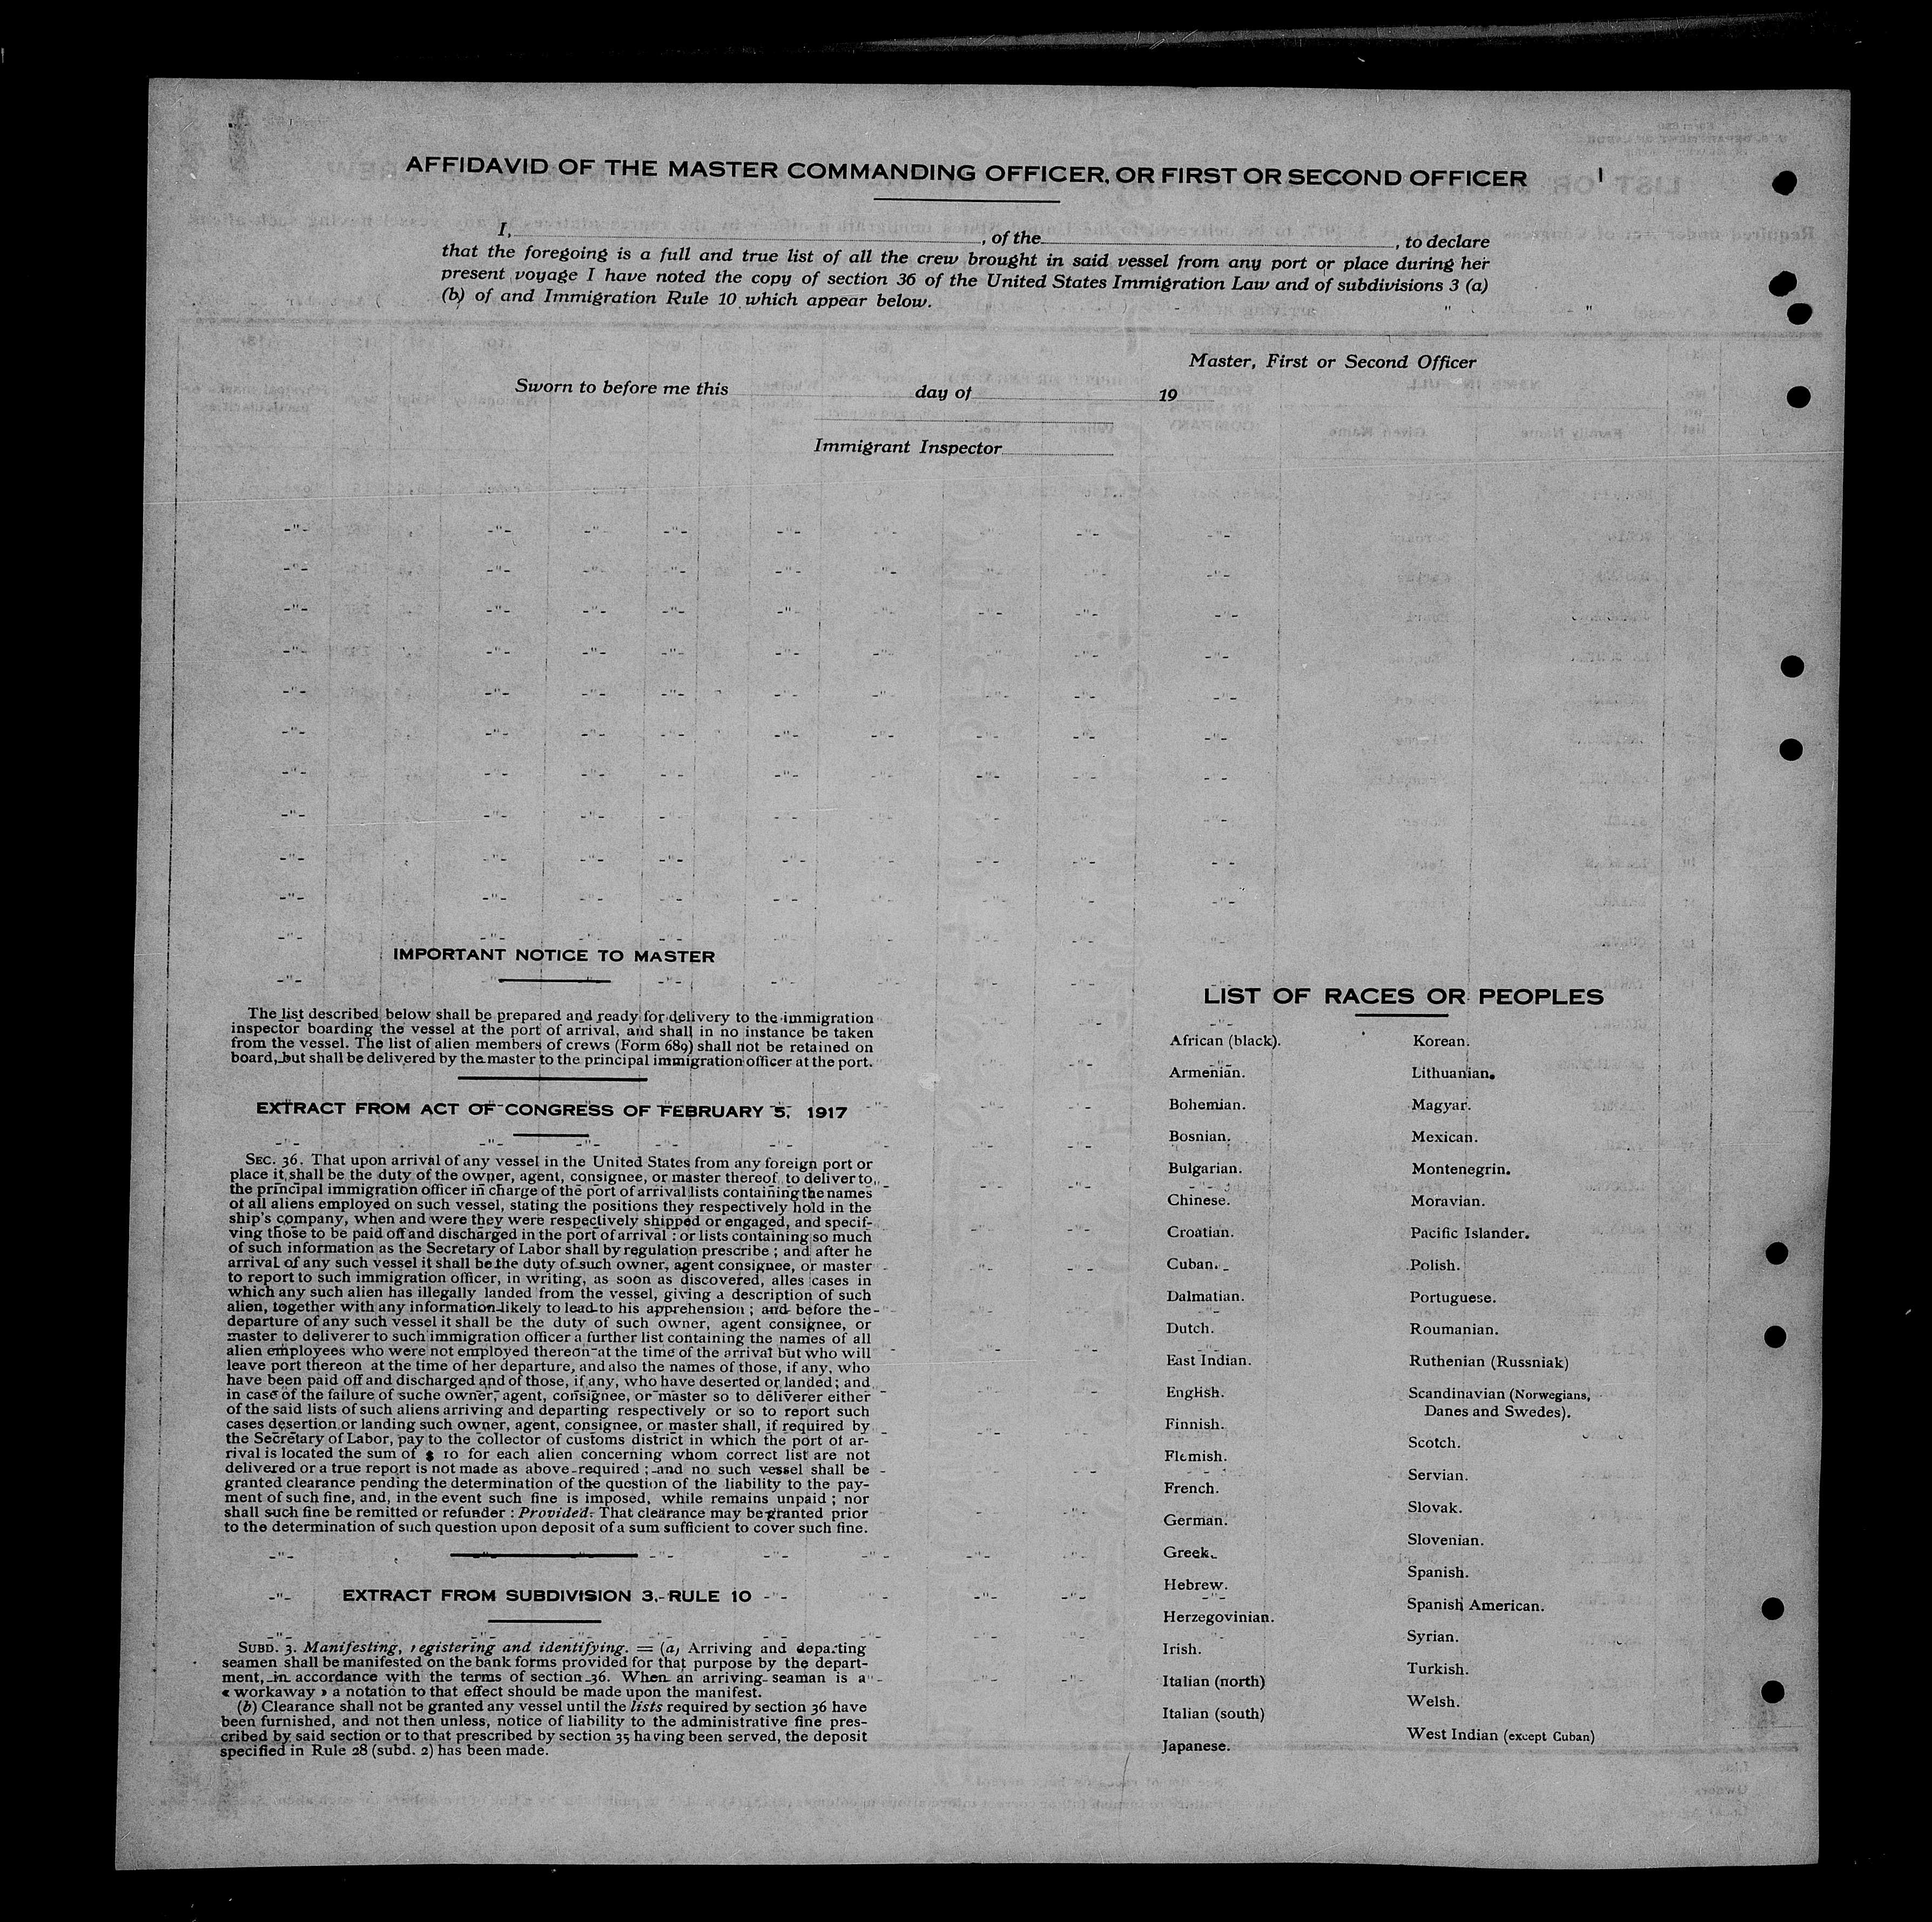 AFFIDAVID OF THE MASTER COMMANDING OFFICER, OR FIRST OR SECOND OFFICER
I, , of the , to declare
that the foregoing is a full and true list of all the crew brought in said vessel from any port or place during her
present voyage I have noted the copy of section 36 of the United States Immigration Law and of subdivisions 3 (a)
(b) of and Immigration Rule 10 which appear below.
Master, First or Second Officer
Sworn to before me this day of 19
Immigrant Inspector
IMPORTANT NOTICE TO MASTER
The list described below shall be prepared and ready for delivery to the immigration
inspector boarding the vessel at the port of arrival, and shall in no instance be taken
from the vessel. The list of alien members of crews (Form 689) shall not be retained on
board, but shall be delivered by the master to the principal immigration officer at the port.
EXTRACT FROM ACT OF CONGRESS OF FEBRUARY 5, 1917
SEC. 36. That upon arrival of any vessel in the United States from any foreign port or
place it shall be the duty of the owner, agent, consignee, or master thereof to deliver to
the principal immigration officer in charge of the port of arrival lists containing the names
of all aliens employed on such vessel, stating the positions they respectively hold in the
ship's company, when and were they were respectively shipped or engaged, and specif-
ving those to be paid off and discharged in the port of arrival : or lists containing so much
of such information as the Secretary of Labor shall by regulation prescribe ; and after he
arrival of any such vessel it shall be the duty of such owner, agent consignee, or master
to report to such immigration officer, in writing, as soon as discovered, alles cases in
which any such alien has illegally landed from the vessel, giving a description of such
alien, together with any information likely to lead to his apprehension ; and before the
departure of any such vessel it shall be the duty of such owner, agent consignee, or
master to deliverer to such immigration officer a further list containing the names of all
alien employees who were not employed thereon at the time of the arrival but who will
leave port thereon at the time of her departure, and also the names of those, if any, who
have been paid off and discharged and of those, if any, who have deserted or landed ; and
in case of the failure of suche owner, agent, consignee, or master so to deliverer either
of the said lists of such aliens arriving and departing respectively or so to report such
cases desertion or landing such owner, agent, consignee, or master shall, if required by
the Secretary of Labor, pay to the collector of customs district in which the port of ar-
rival is located the sum of $ 10 for each alien concerning whom correct list are not
delivered or a true report is not made as above required ; and no such vessel shall be
granted clearance pending the determination of the question of the liability to the pay-
ment of such fine, and, in the event such fine is imposed, while remains unpaid ; nor
shall such fine be remitted or refunder : Provided. That clearance may be granted prior
to the determination of such question upon deposit of a sum sufficient to cover such fine.
EXTRACT FROM SUBDIVISION 3. RULE 10
SUBD. 3. Manifesting, registering and identifying. = (a) Arriving and departing
seamen shall be manifested on the bank forms provided for that purpose by the depart-
ment, in accordance with the terms of section 36. When an arriving seaman is a
« workaway » a notation to that effect should be made upon the manifest.
(b) Clearance shall not be granted any vessel until the lists required by section 36 have
been furnished, and not then unless, notice of liability to the administrative fine pres-
cribed by said section or to that prescribed by section 35 having been served, the deposit
specified in Rule 28 (subd. 2) has been made.
LIST OF RACES OR PEOPLES
African (black).
Armenian.
Bohemian.
Bosnian.
Bulgarian.
Chinese.
Croatian.
Cuban.
Dalmatian.
Dutch.
East Indian.
English.
Finnish.
Flemish.
French.
German.
Greek.
Hebrew.
Herzegovinian.
Irish.
Italian (north)
Italian (south)
Japanese.
Korean.
Lithuanian.
Magyar.
Mexican.
Montenegrin.
Moravian.
Pacific Islander.
Polish.
Portuguese.
Roumanian.
Ruthenian (Russniak)
Scandinavian (Norwegians,
Danes and Swedes).
Scotch.
Servian.
Slovak.
Slovenian.
Spanish.
Spanish American.
Syrian.
Turkish.
Welsh.
West Indian (except Cuban)